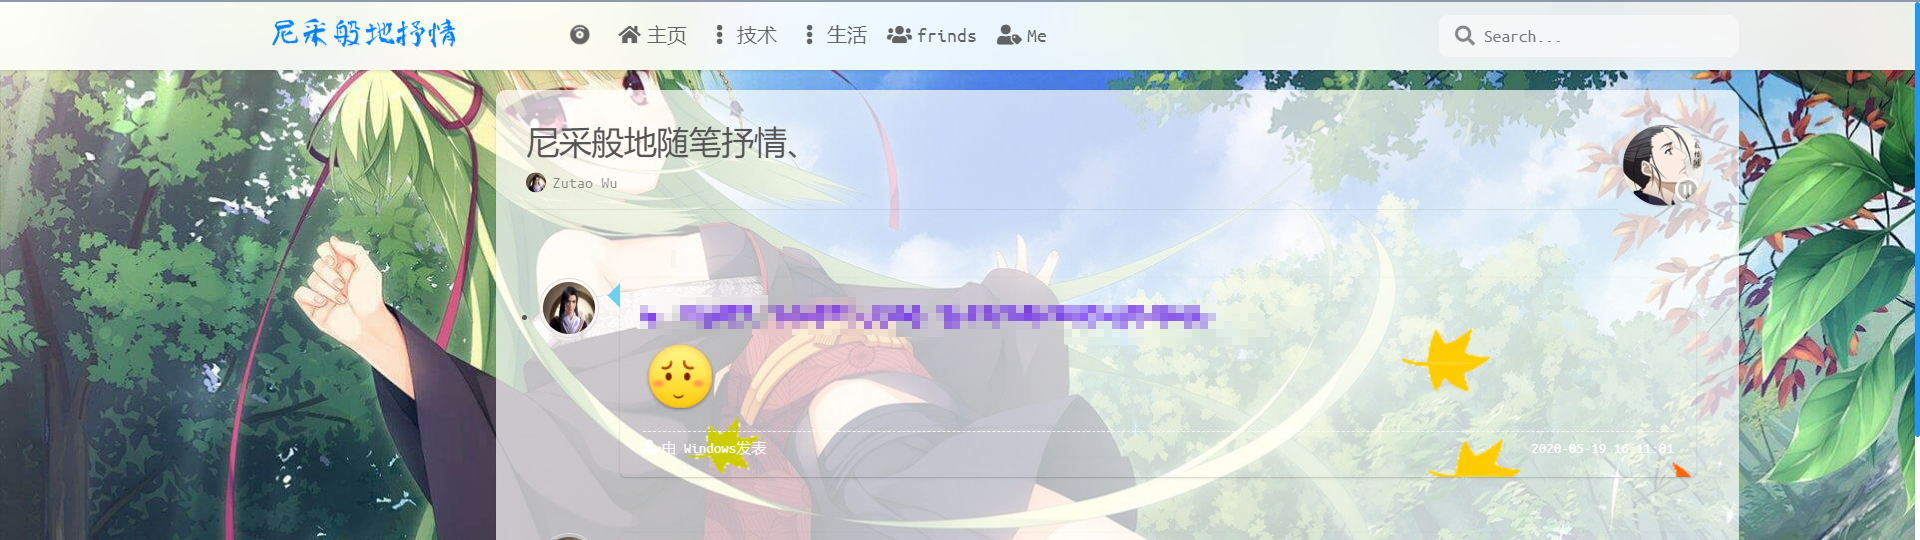 尼采般地抒情
主页 技术 生活 frinds Me
Search...
尼采般地随笔抒情、
Zutao Wu
由 Windows发表
2020-05-19 16:11:01